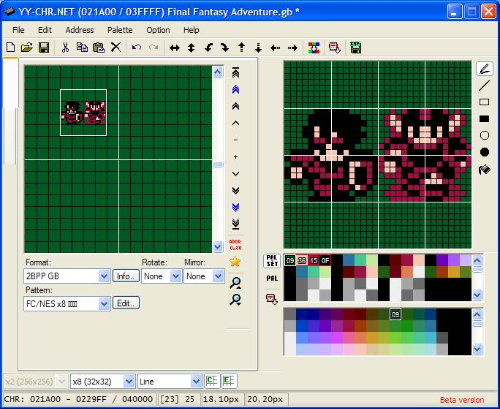 YY-CHR.NET (021A00 / 03FFFF) Final Fantasy Adventure.gb *
File Edit Address Palette Option Help
Format: Rotate: Mirror:
2BPP GB Info.. None None
Pattern:
FC/NES x8 Edit..
ADDR
PAL SET 09 38 15 0F
PAL
09
x2 (256x256) x8 (32x32) Line
CHR: 021A00 - 0229FF / 040000 [23] 25 18.10px 20.20px Beta version